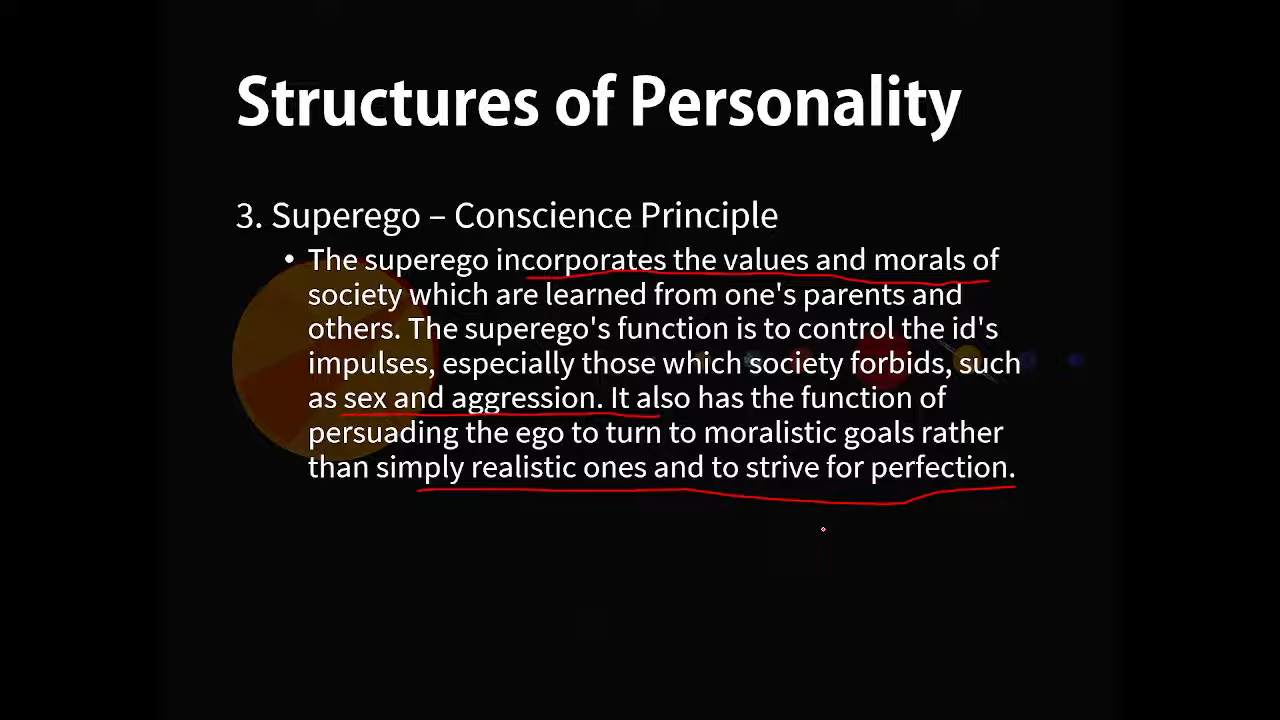 Structures of Personality
3. Superego – Conscience Principle
• The superego incorporates the values and morals of
society which are learned from one's parents and
others. The superego's function is to control the id's
impulses, especially those which society forbids, such
as sex and aggression. It also has the function of
persuading the ego to turn to moralistic goals rather
than simply realistic ones and to strive for perfection.